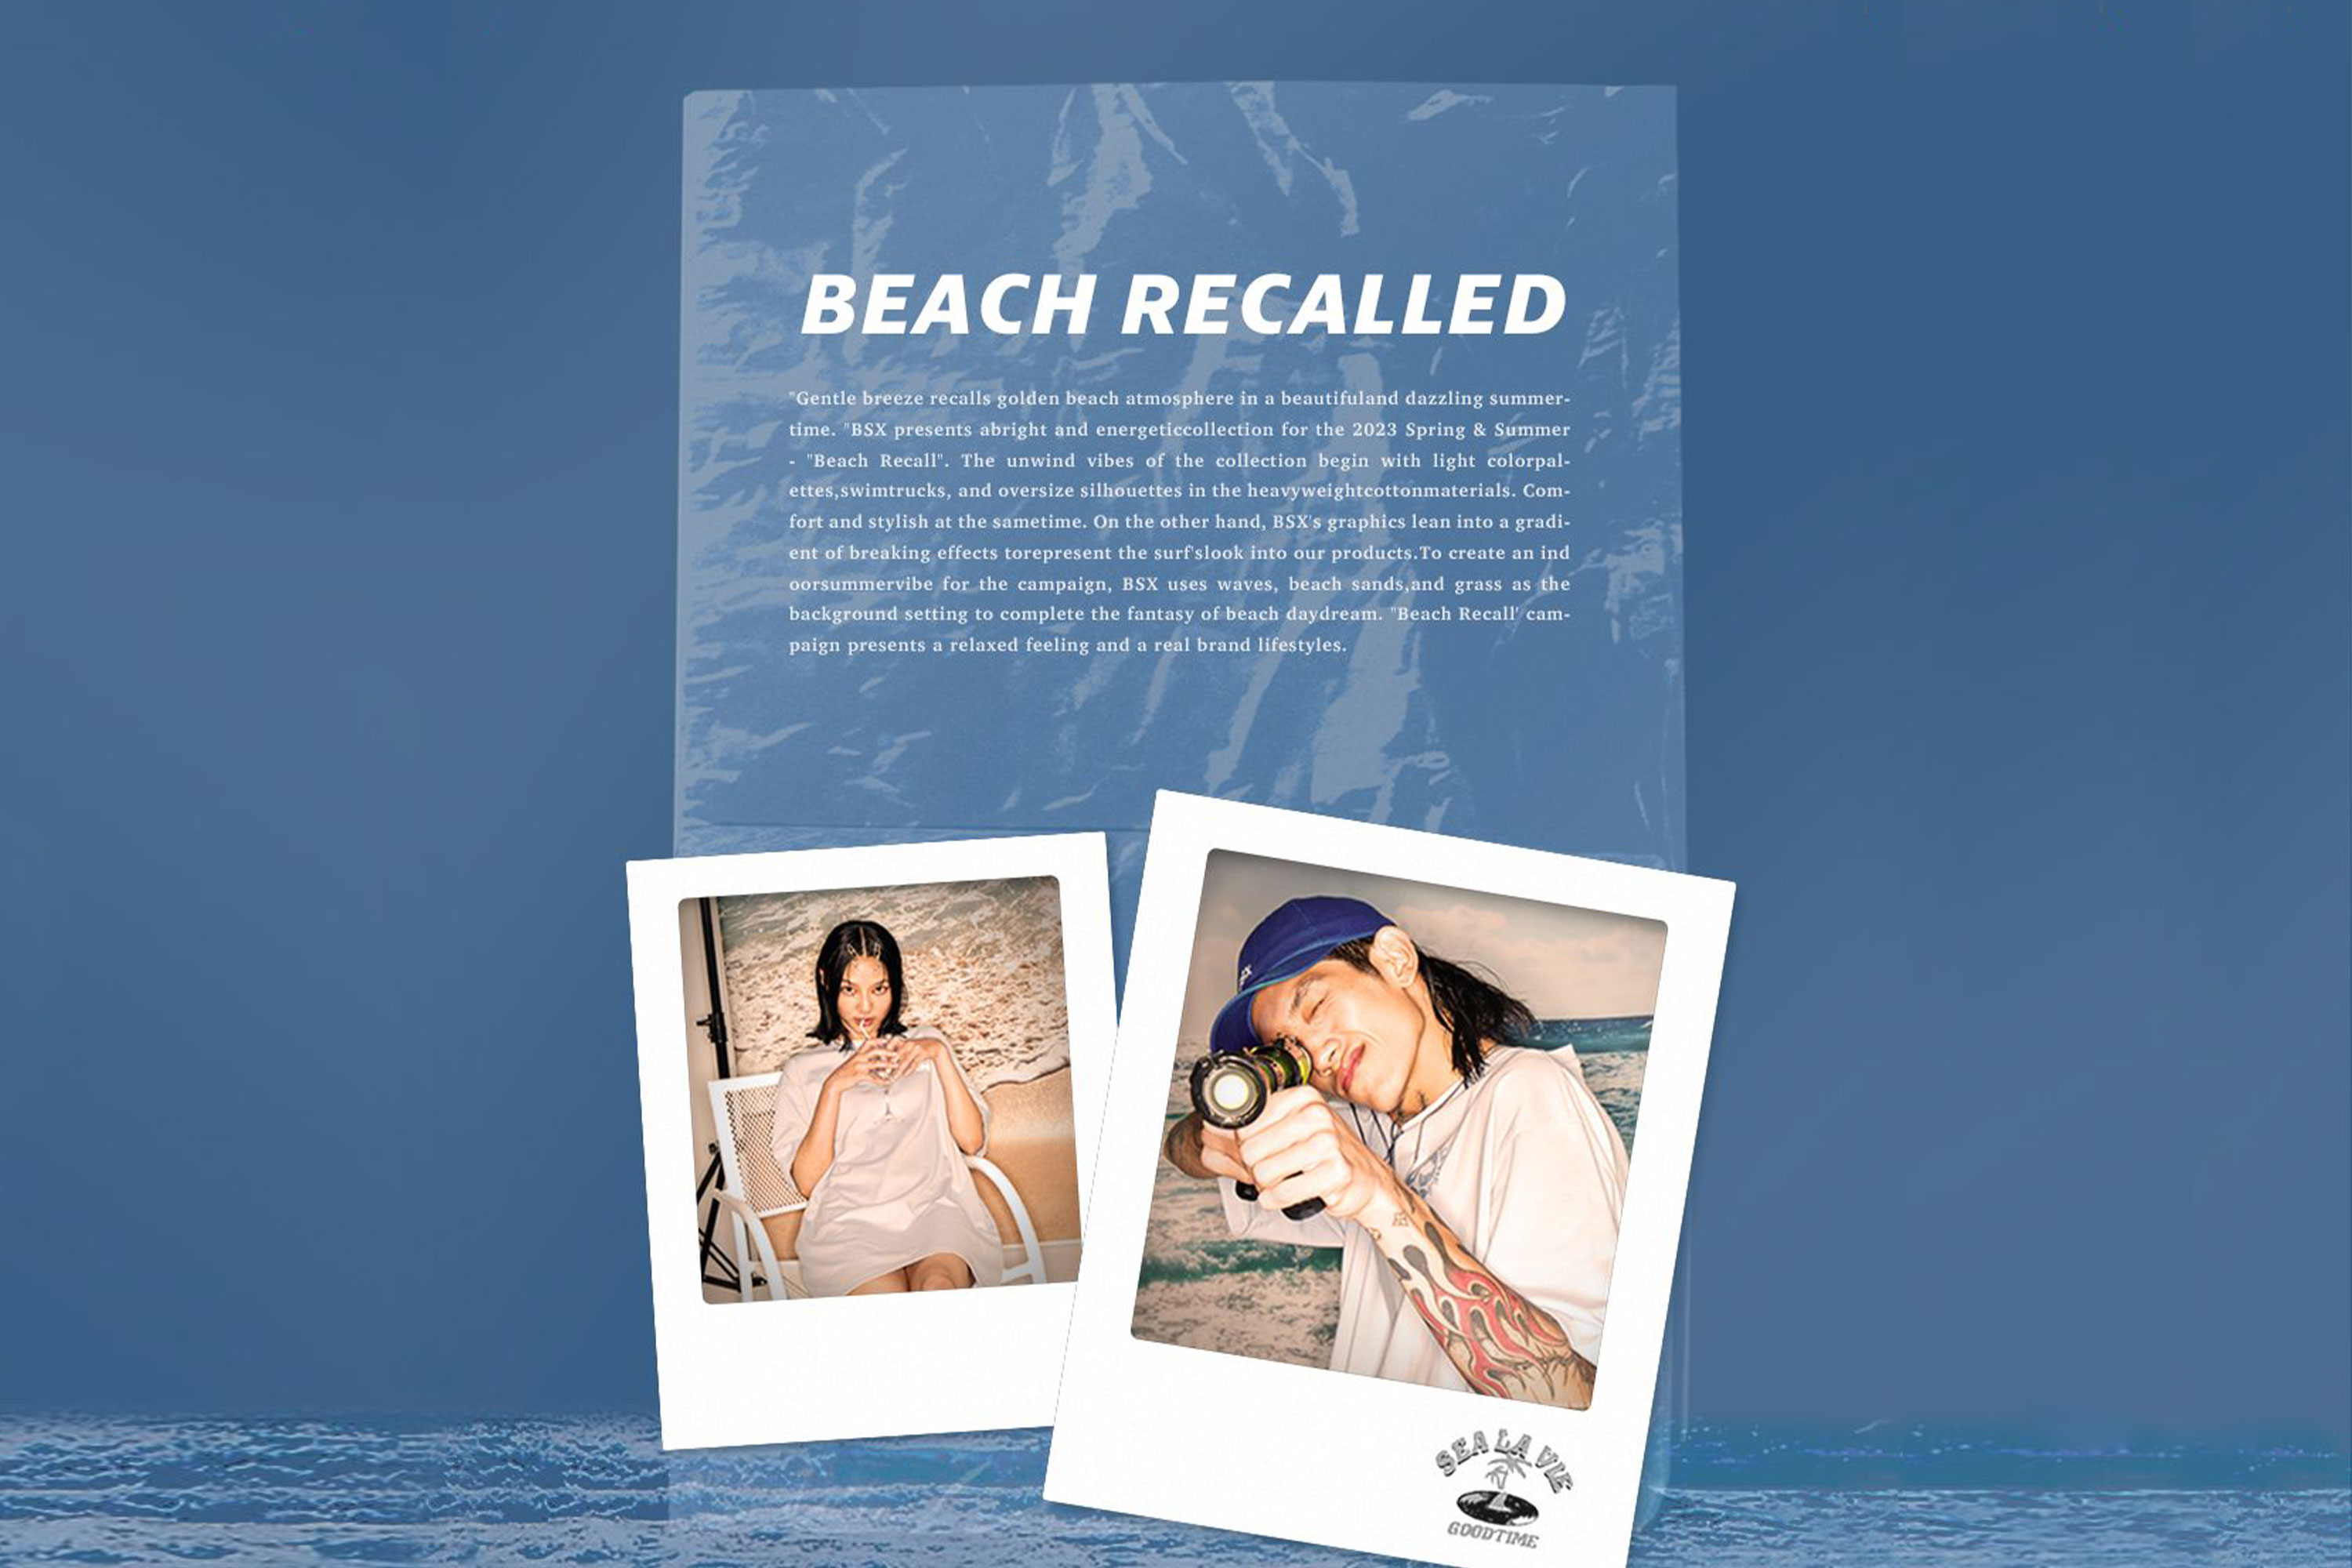 BEACH RECALLED
"Gentle breeze recalls golden beach atmosphere in a beautifuland dazzling summer-
time. "BSX presents abright and energeticcollection for the 2023 Spring & Summer
- "Beach Recall". The unwind vibes of the collection begin with light colorpal-
ettes,swimtrucks, and oversize silhouettes in the heavyweightcottonmaterials. Com-
fort and stylish at the sametime. On the other hand, BSX's graphics lean into a gradi-
ent of breaking effects torepresent the surf'slook into our products.To create an ind
oorsummervibe for the campaign, BSX uses waves, beach sands,and grass as the
background setting to complete the fantasy of beach daydream. "Beach Recall' cam-
paign presents a relaxed feeling and a real brand lifestyles.
SEA LA VIE
GOODTIME